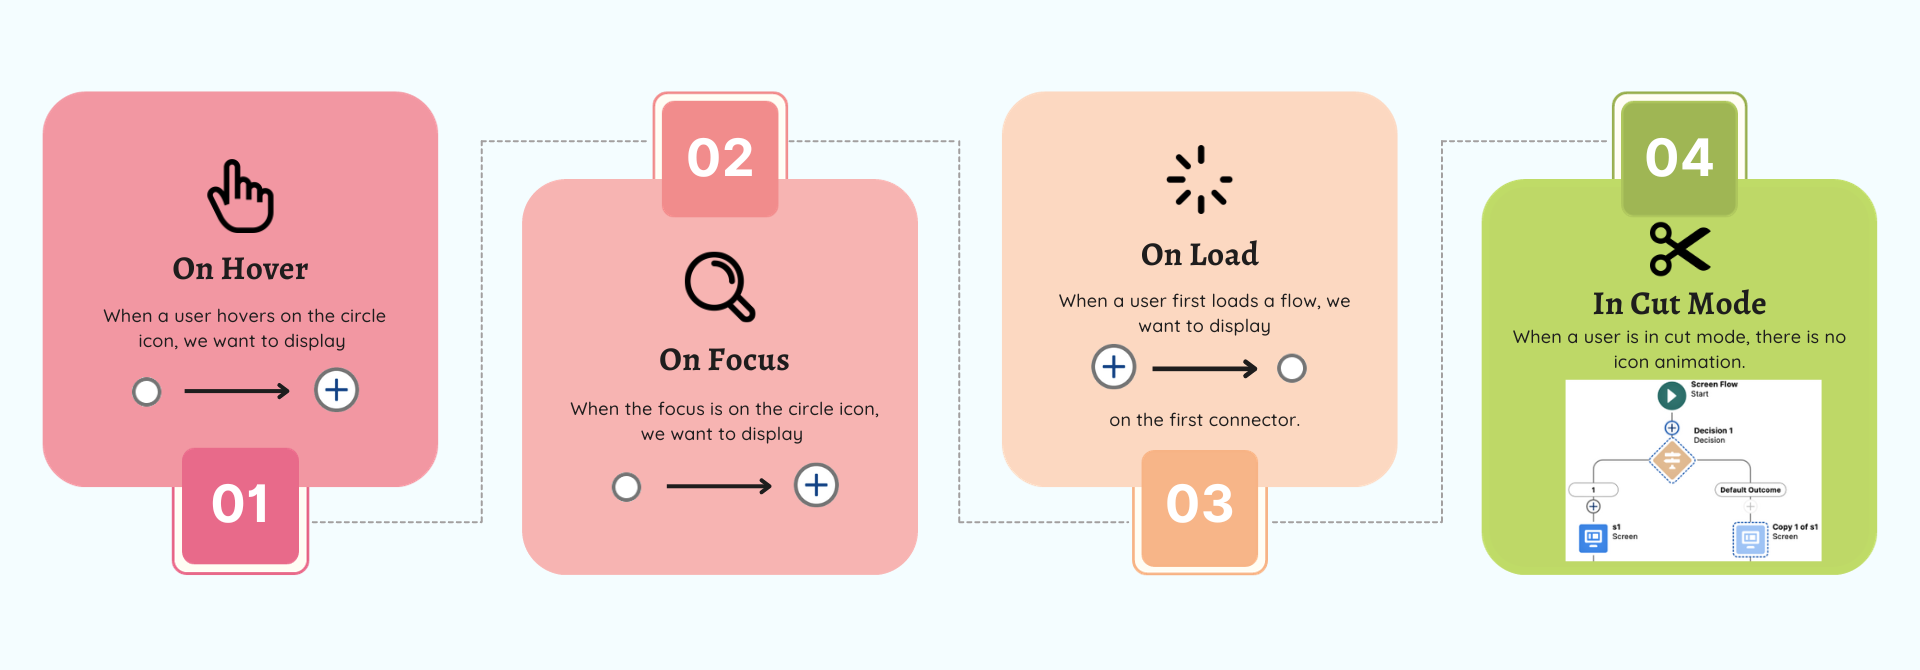 On Hover
When a user hovers on the circle
icon, we want to display
01
02
On Focus
When the focus is on the circle icon,
we want to display
On Load
When a user first loads a flow, we
want to display
on the first connector.
03
04
In Cut Mode
When a user is in cut mode, there is no
icon animation.
Screen Flow
Start
Decision 1
Decision
1
Default Outcome
s1
Screen
Copy 1 of s1
Screen